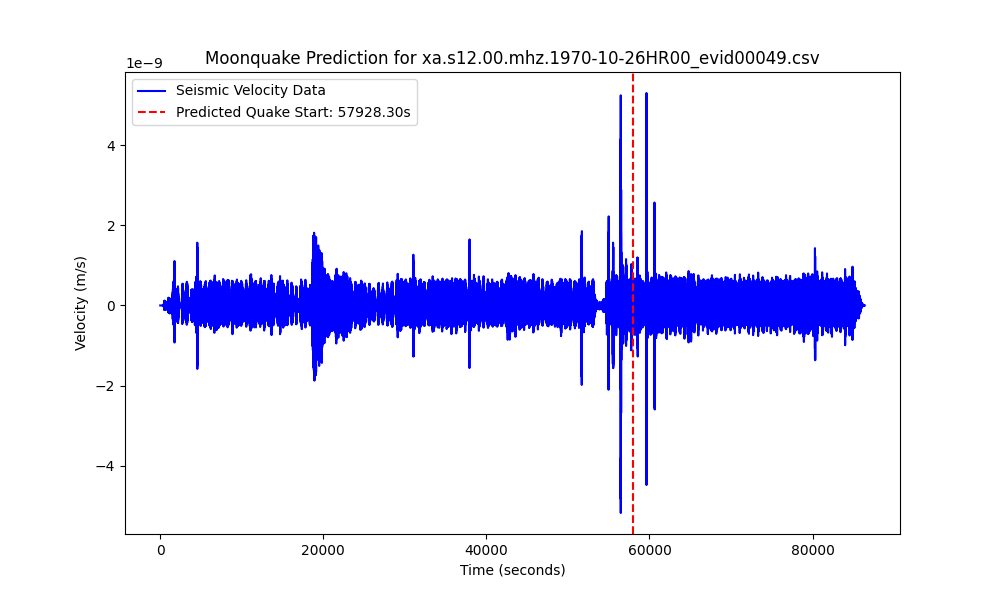 Moonquake Prediction for xa.s12.00.mhz.1970-10-26HR00_evid00049.csv
1e−9
Seismic Velocity Data
Predicted Quake Start: 57928.30s
4
2
0
−2
−4
Velocity (m/s)
0 20000 40000 60000 80000
Time (seconds)